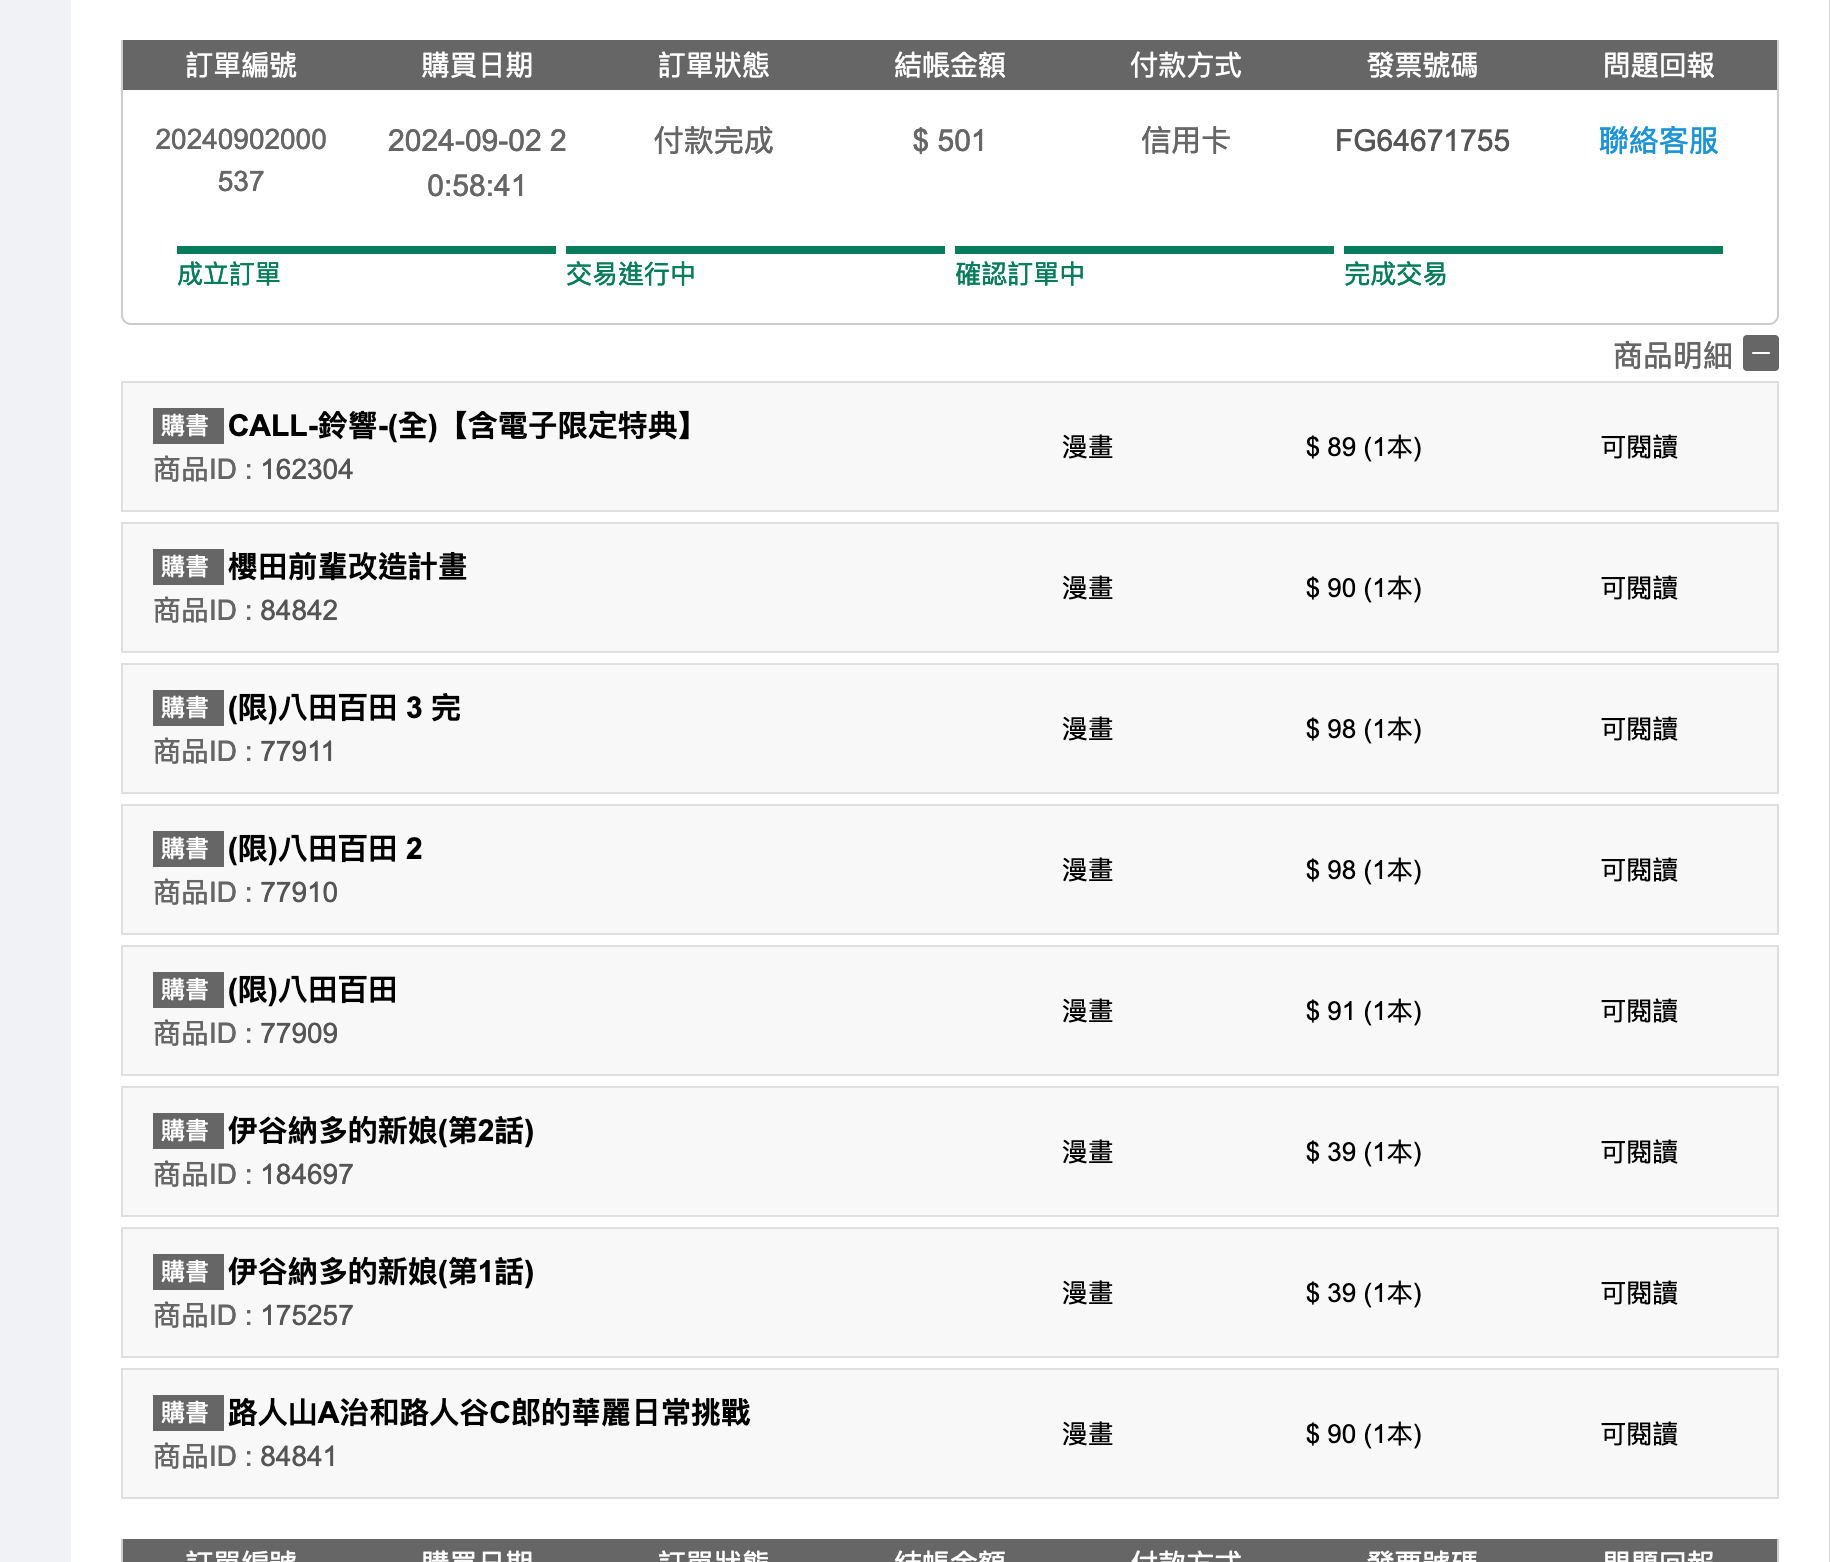 訂單編號 購買日期 訂單狀態 結帳金額 付款方式 發票號碼 問題回報
20240902000 2024-09-02 2 付款完成 $ 501 信用卡 FG64671755 聯絡客服
537 0:58:41
成立訂單 交易進行中 確認訂單中 完成交易
商品明細
購書 CALL-鈴響-(全)【含電子限定特典】
漫畫 $ 89 (1本) 可閱讀
商品ID : 162304
購書 櫻田前輩改造計畫
漫畫 $ 90 (1本) 可閱讀
商品ID : 84842
購書 (限)八田百田 3 完
漫畫 $ 98 (1本) 可閱讀
商品ID : 77911
購書 (限)八田百田 2
漫畫 $ 98 (1本) 可閱讀
商品ID : 77910
購書 (限)八田百田
漫畫 $ 91 (1本) 可閱讀
商品ID : 77909
購書 伊谷納多的新娘(第2話)
漫畫 $ 39 (1本) 可閱讀
商品ID : 184697
購書 伊谷納多的新娘(第1話)
漫畫 $ 39 (1本) 可閱讀
商品ID : 175257
購書 路人山A治和路人谷C郎的華麗日常挑戰
漫畫 $ 90 (1本) 可閱讀
商品ID : 84841
訂單編號 購買日期 訂單狀態 結帳金額 付款方式 發票號碼 問題回報